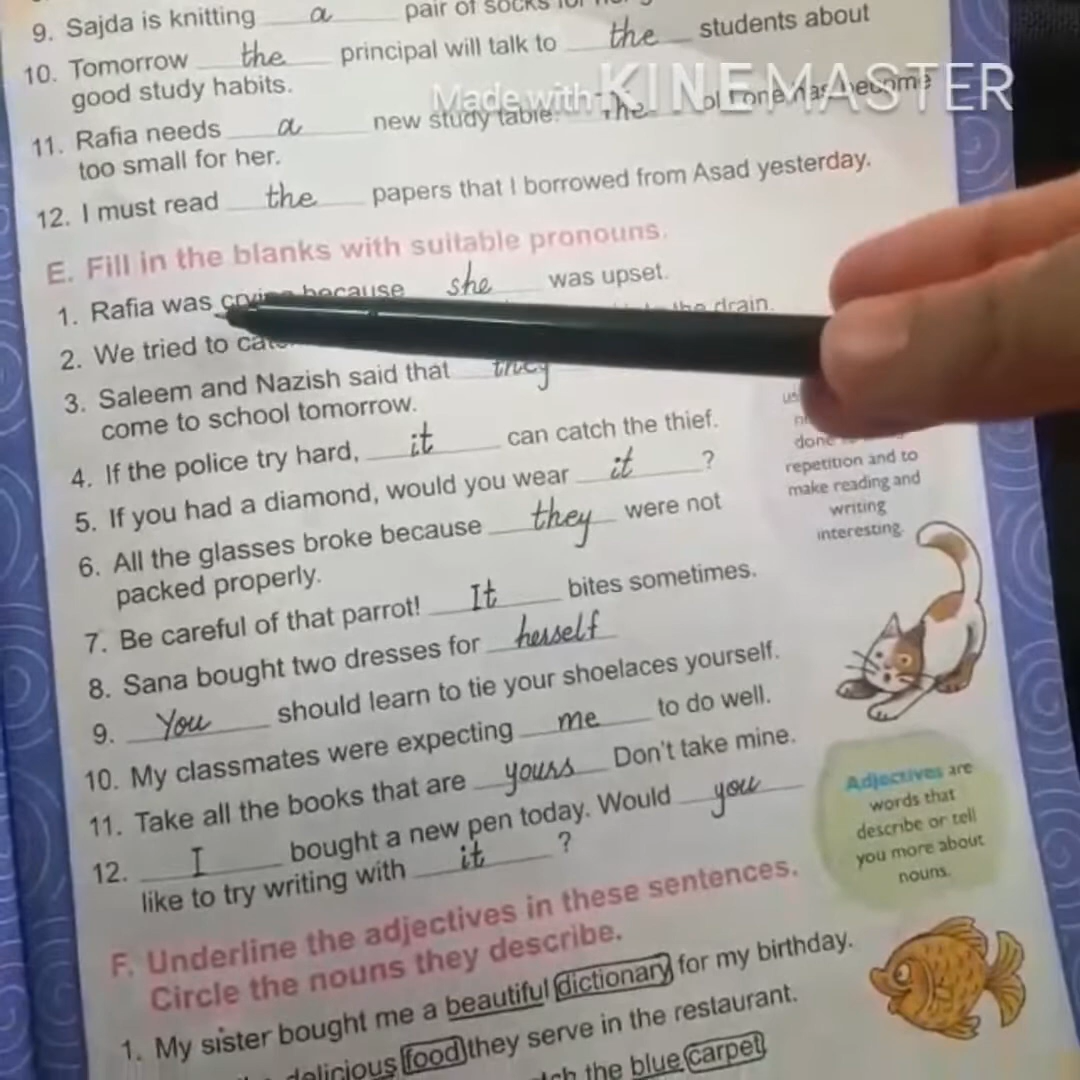 9. Sajda is knitting a pair of socks for
10. Tomorrow the principal will talk to the students about
good study habits.
Made with KINEMASTER
11. Rafia needs a new study table. The one has become
too small for her.
12. I must read the papers that I borrowed from Asad yesterday.
E. Fill in the blanks with suitable pronouns.
1. Rafia was crying because she was upset.
2. We tried to the drain.
3. Saleem and Nazish said that they
come to school tomorrow.
4. If the police try hard, it can catch the thief.
5. If you had a diamond, would you wear it ?
6. All the glasses broke because they were not
packed properly.
7. Be careful of that parrot! It bites sometimes.
8. Sana bought two dresses for herself
9. You should learn to tie your shoelaces yourself.
10. My classmates were expecting me to do well.
11. Take all the books that are yours Don't take mine.
12. I bought a new pen today. Would you
like to try writing with it ?
done
repetition and to
make reading and
writing
interesting.
Adjectives are
words that
describe or tell
you more about
nouns.
F. Underline the adjectives in these sentences.
Circle the nouns they describe.
1. My sister bought me a beautiful dictionary for my birthday.
delicious food they serve in the restaurant.
the blue carpet